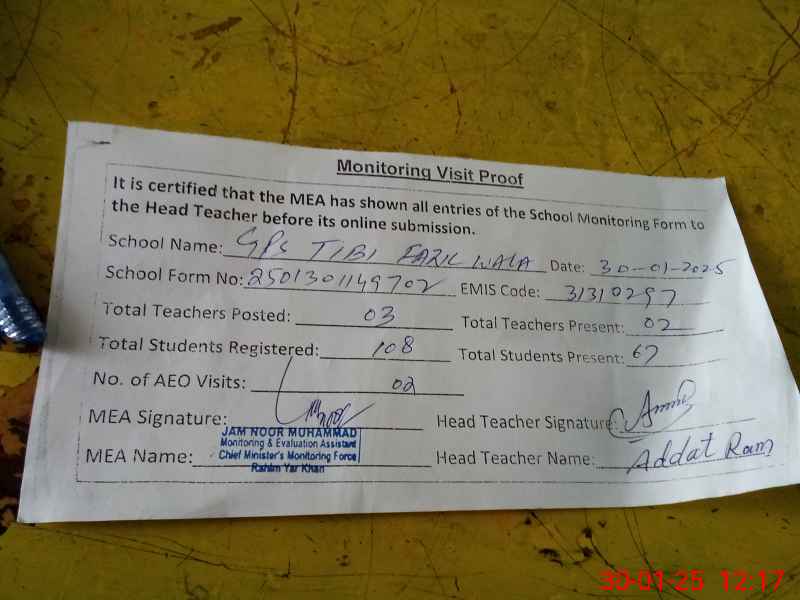 Monitoring Visit Proof
It is certified that the MEA has shown all entries of the School Monitoring Form to
the Head Teacher before its online submission.
School Name: GPS TIBI FAZIL WALA Date: 30-01-2025
School Form No: 2501301149702 EMIS Code: 31310297
Total Teachers Posted: 03 Total Teachers Present: 02
Total Students Registered: 108 Total Students Present: 67
No. of AEO Visits: 02
MEA Signature: Head Teacher Signature:
JAM NOOR MUHAMMAD
Monitoring & Evaluation Assistant
Chief Minister's Monitoring Force
Rahim Yar Khan
MEA Name: Head Teacher Name: Addat Ram
30-01-25 12:17